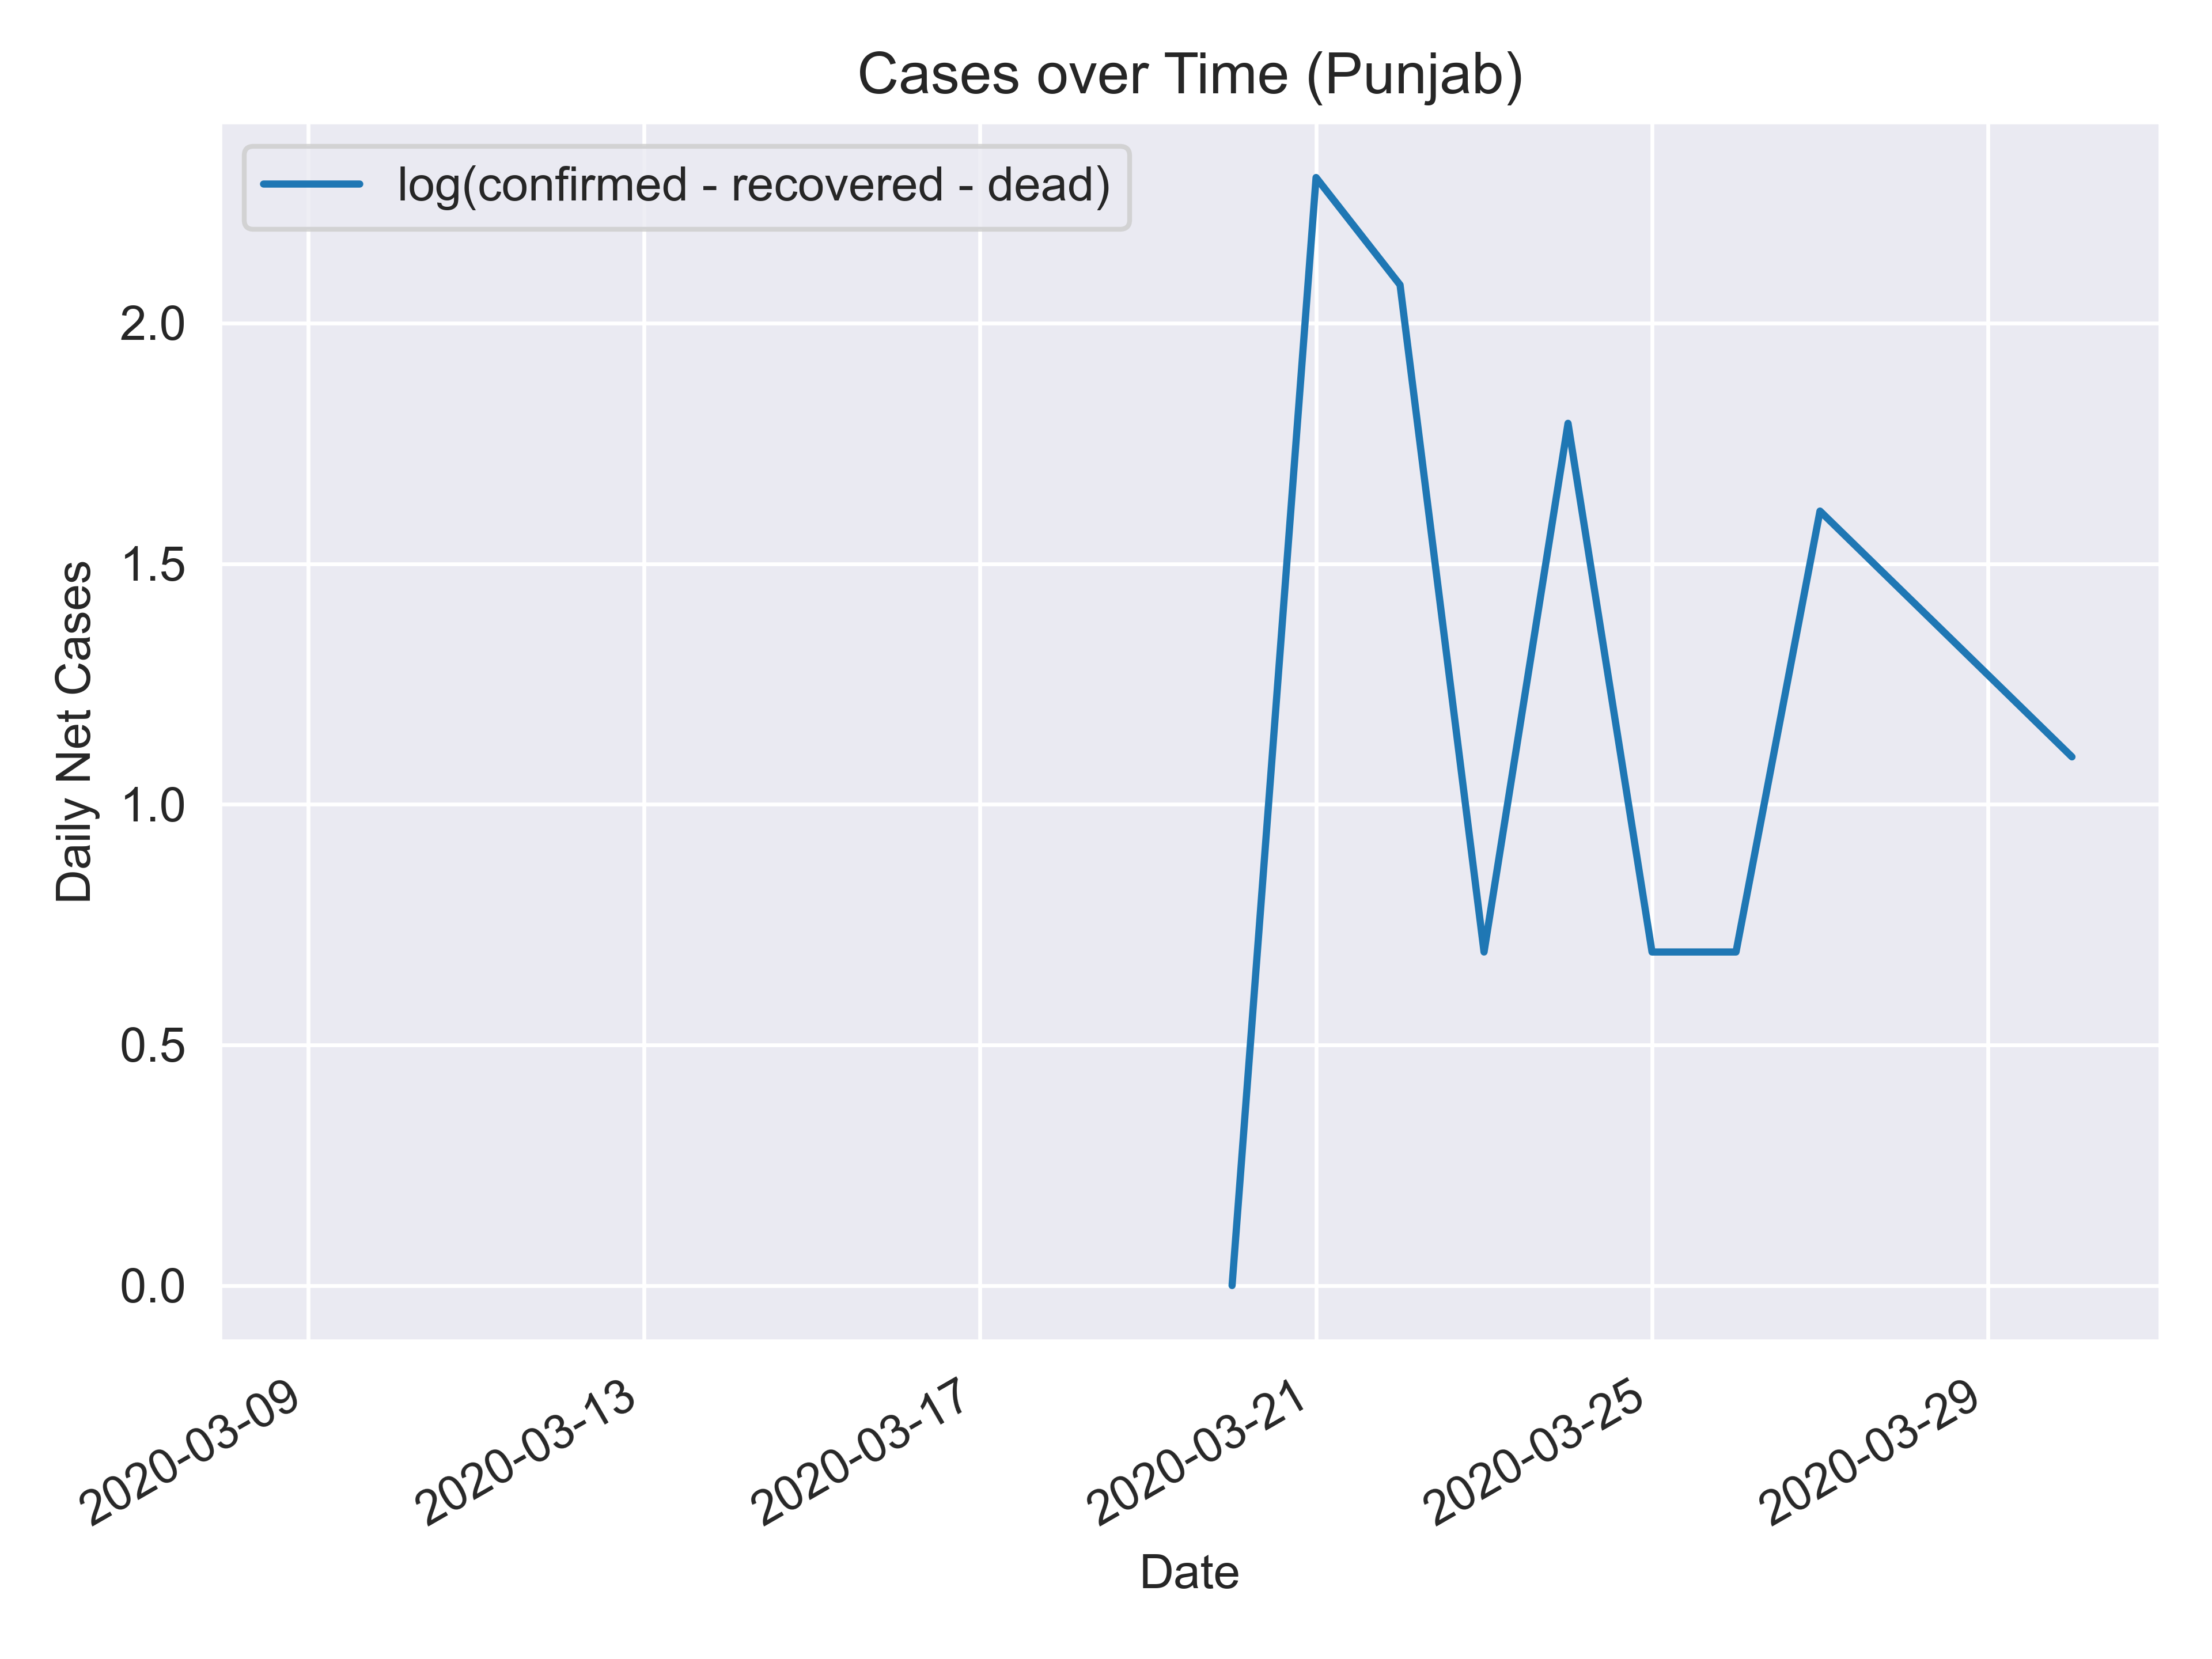 Cases over Time (Punjab)
log(confirmed - recovered - dead)
Daily Net Cases
2.0
1.5
1.0
0.5
0.0
2020-03-09
2020-03-13
2020-03-17
2020-03-21
2020-03-25
2020-03-29
Date